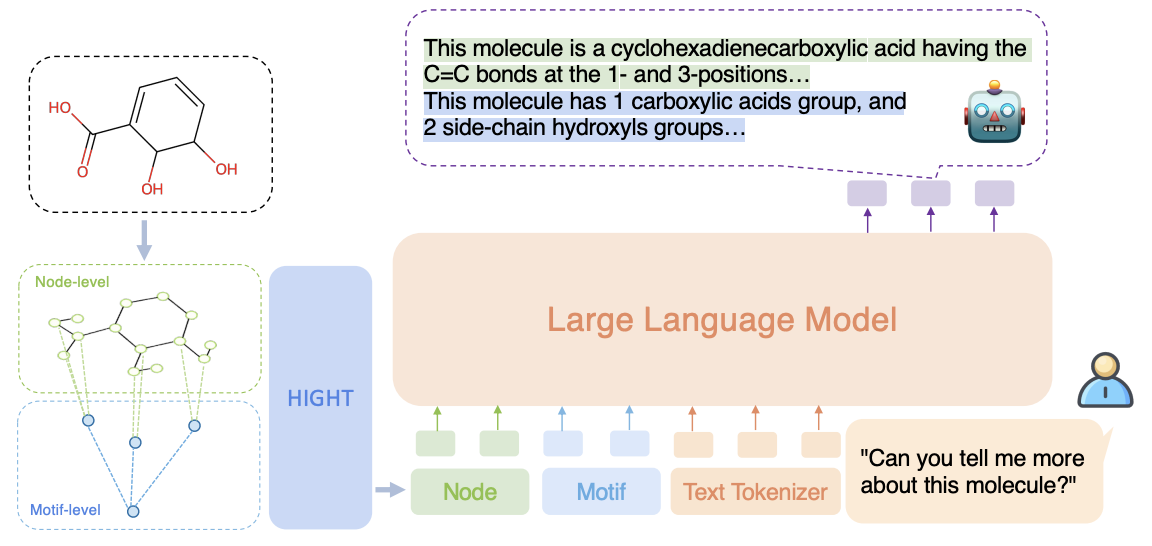 This molecule is a cyclohexadienecarboxylic acid having the
C=C bonds at the 1- and 3-positions…
This molecule has 1 carboxylic acids group, and
2 side-chain hydroxyls groups…
HO
O
OH
OH
Node-level
Motif-level
HIGHT
Large Language Model
Node
Motif
Text Tokenizer
"Can you tell me more
about this molecule?"